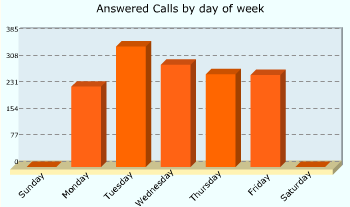 Answered Calls by day of week
385
308
231
154
77
0
Sunday
Monday
Tuesday
Wednesday
Thursday
Friday
Saturday